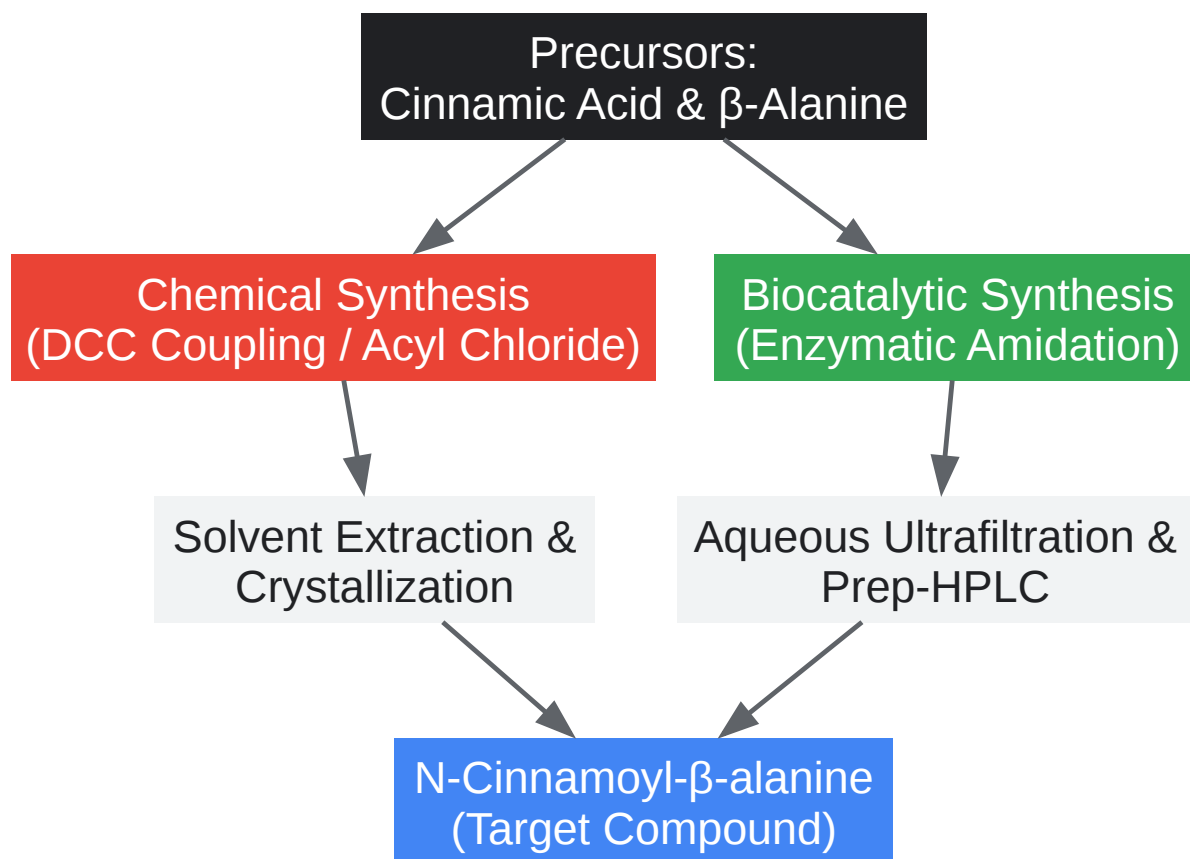 Precursors:
Cinnamic Acid & β-Alanine
Chemical Synthesis
(DCC Coupling / Acyl Chloride)
Biocatalytic Synthesis
(Enzymatic Amidation)
Solvent Extraction &
Crystallization
Aqueous Ultrafiltration &
Prep-HPLC
N-Cinnamoyl-β-alanine
(Target Compound)